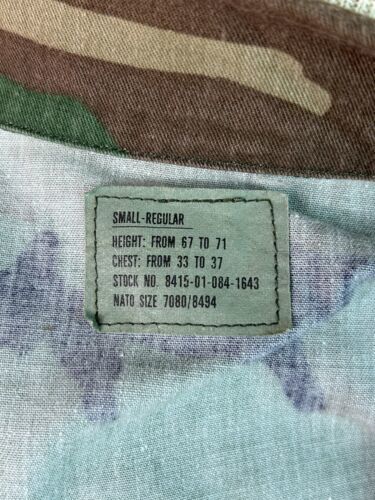 SMALL-REGULAR
HEIGHT: FROM 67 TO 71
CHEST: FROM 33 TO 37
STOCK NO. 8415-01-084-1643
NATO SIZE 7080/8494